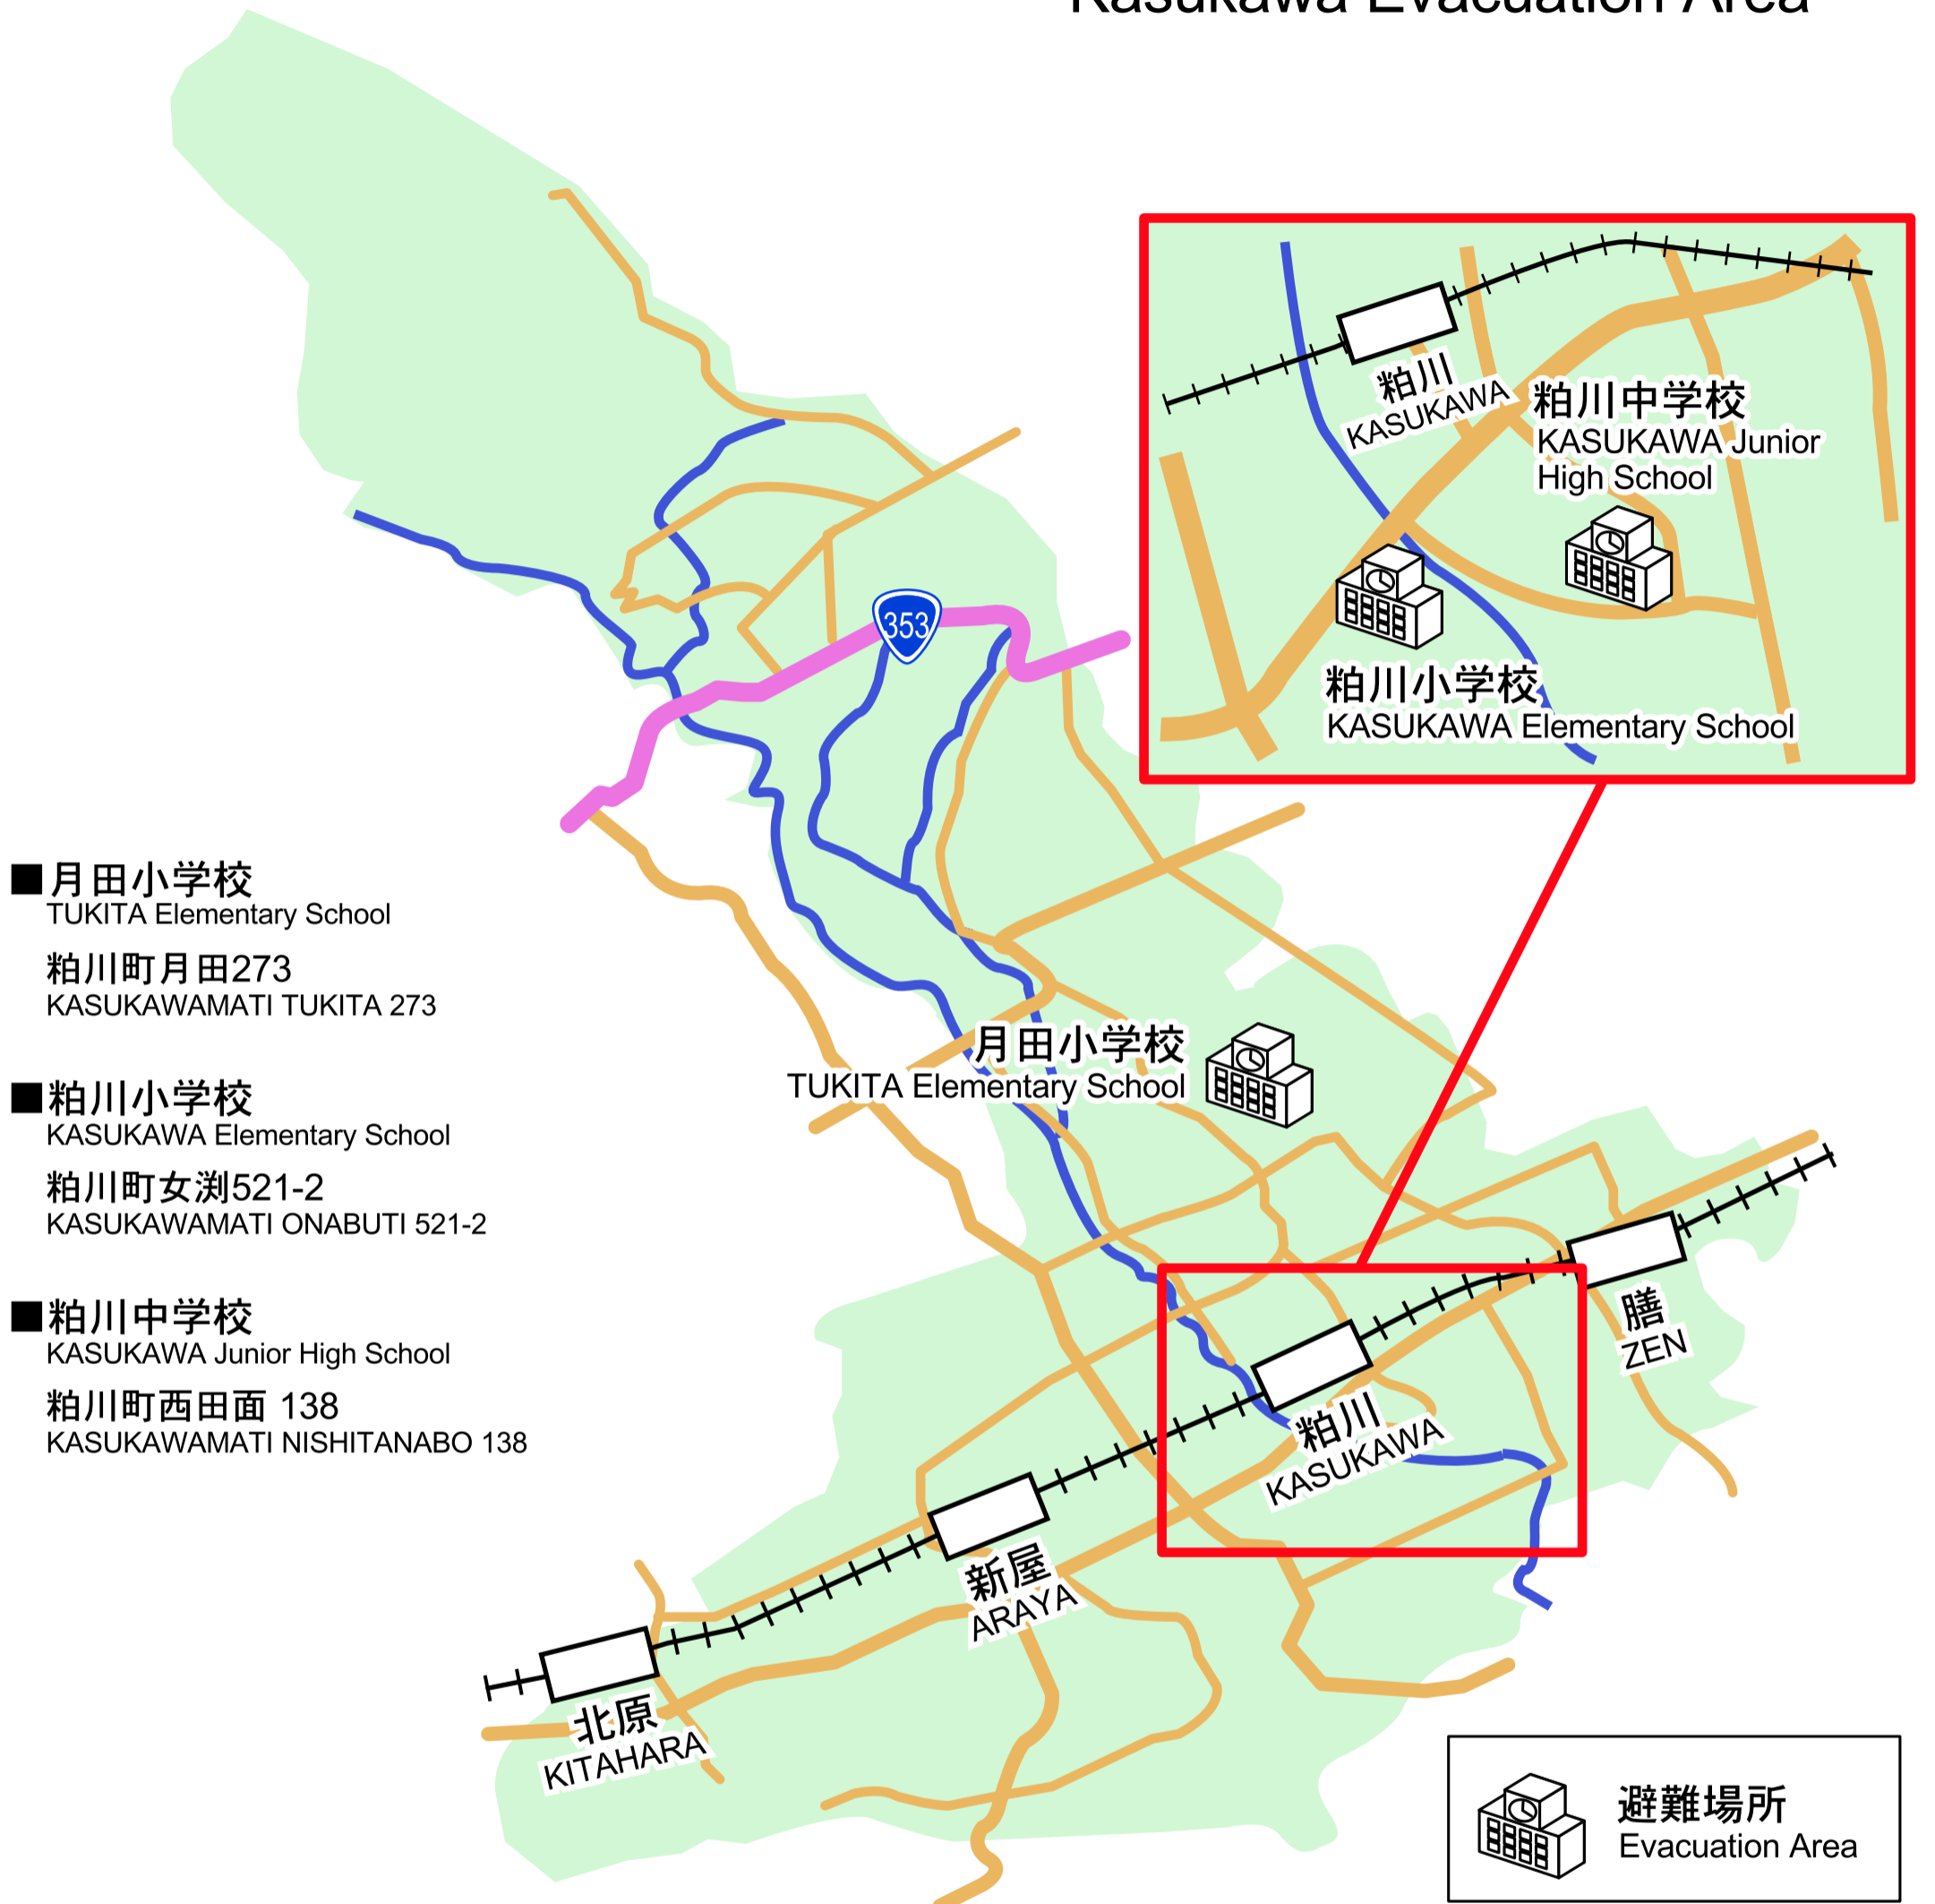 Kasukawa Evacuation Area
粕川
KASUKAWA
粕川中学校
KASUKAWA Junior
High School
粕川小学校
KASUKAWA Elementary School
353
■月田小学校
TUKITA Elementary School
粕川町月田273
KASUKAWAMATI TUKITA 273
■粕川小学校
KASUKAWA Elementary School
粕川町女渕521-2
KASUKAWAMATI ONABUTI 521-2
■粕川中学校
KASUKAWA Junior High School
粕川町西田面 138
KASUKAWAMATI NISHITANABO 138
月田小学校
TUKITA Elementary School
膳
ZEN
粕川
KASUKAWA
新屋
ARAYA
北原
KITAHARA
避難場所
Evacuation Area